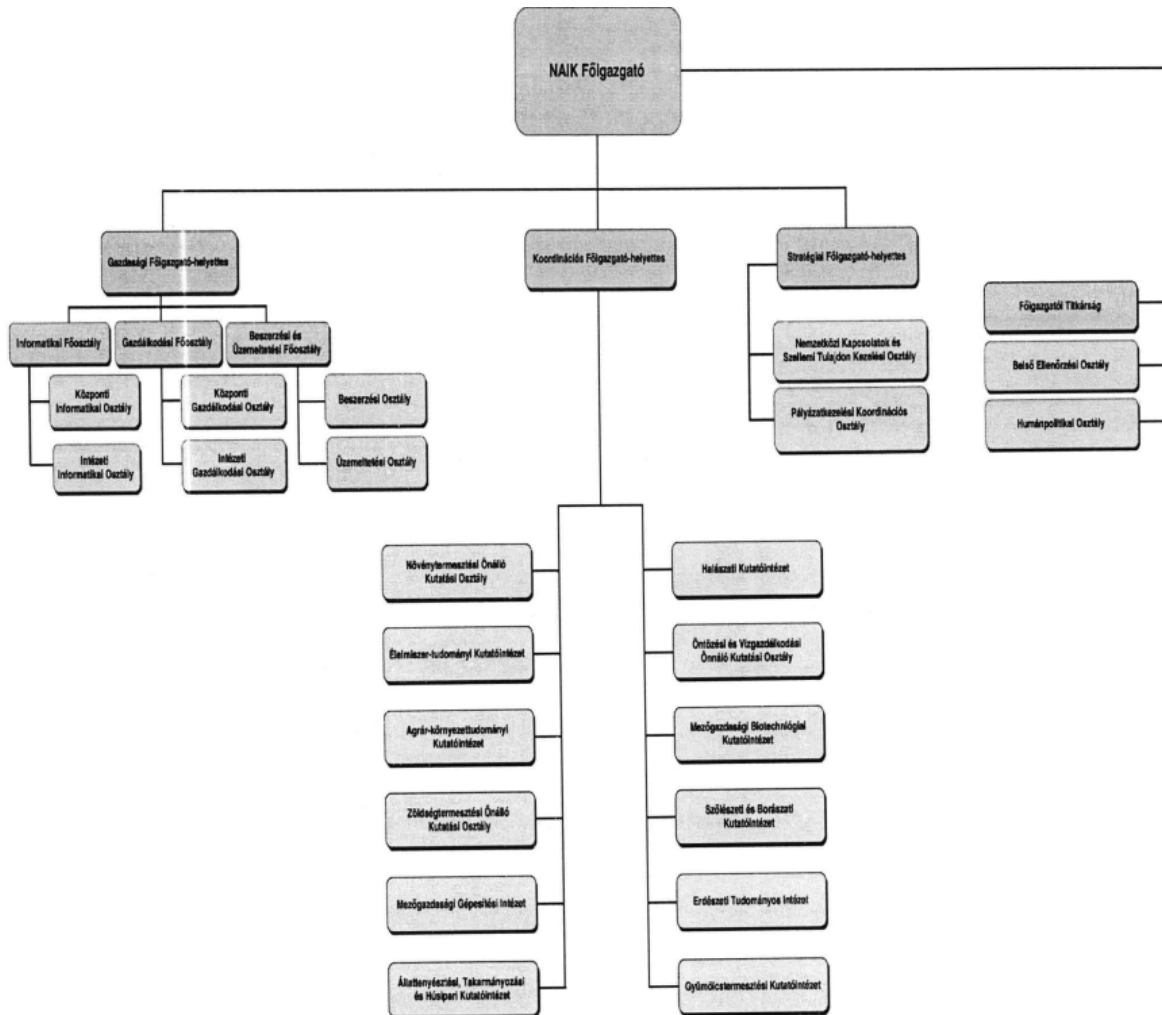 NAIK Főigazgató
Gazdasági Főigazgató-helyettes
Koordinációs Főigazgató-helyettes
Stratégiai Főigazgató-helyettes
Informatikai Főosztály
Gazdálkodási Főosztály
Beszerzési és
Üzemeltetési Főosztály
Központi
Informatikai Osztály
Központi
Gazdálkodási Osztály
Beszerzési Osztály
Intézeti
Informatikai Osztály
Intézeti
Gazdálkodási Osztály
Üzemeltetési Osztály
Nemzetközi Kapcsolatok és
Szellemi Tulajdon Kezelési Osztály
Pályázatkezelési Koordinációs
Osztály
Főigazgatói Titkárság
Belső Ellenőrzési Osztály
Humánpolitikai Osztály
Növénytermesztési Önálló
Kutatási Osztály
Élelmiszer-tudományi Kutatóintézet
Agrár-környezettudományi
Kutatóintézet
Zöldségtermesztési Önálló
Kutatási Osztály
Mezőgazdasági Gépesítési Intézet
Állattenyésztési, Takarmányozási
és Húsipari Kutatóintézet
Halászati Kutatóintézet
Öntözési és Vízgazdálkodási
Önnáló Kutatási Osztály
Mezőgazdasági Biotechnlógiai
Kutatóintézet
Szőlészeti és Borászati
Kutatóintézet
Erdészeti Tudományos Intézet
Gyümölcstermesztési Kutatóintézet